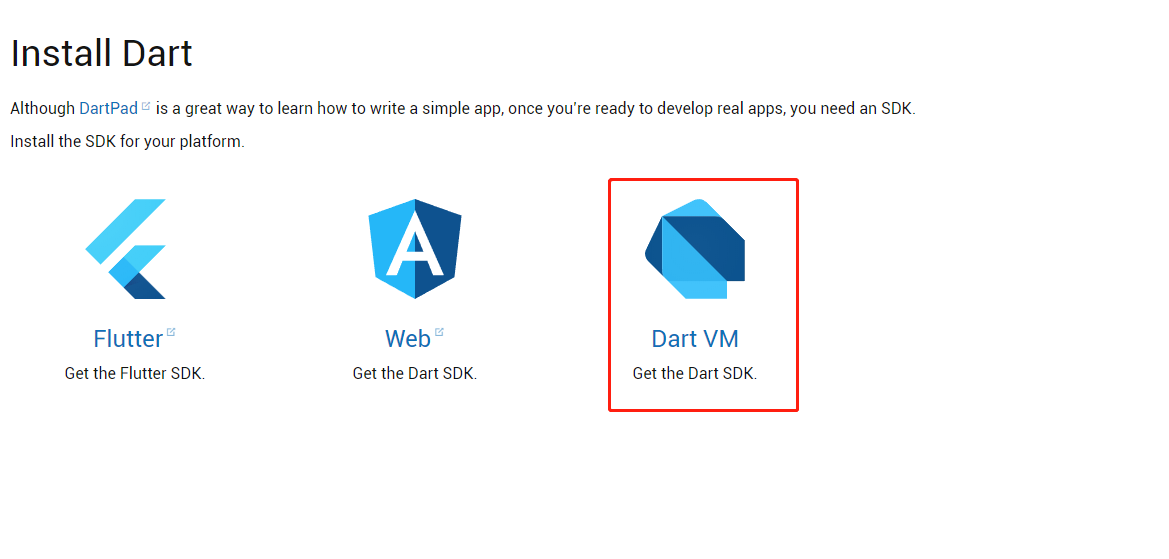 Install Dart
Although DartPad is a great way to learn how to write a simple app, once you're ready to develop real apps, you need an SDK.
Install the SDK for your platform.
Flutter
Web
Dart VM
Get the Flutter SDK.
Get the Dart SDK.
Get the Dart SDK.